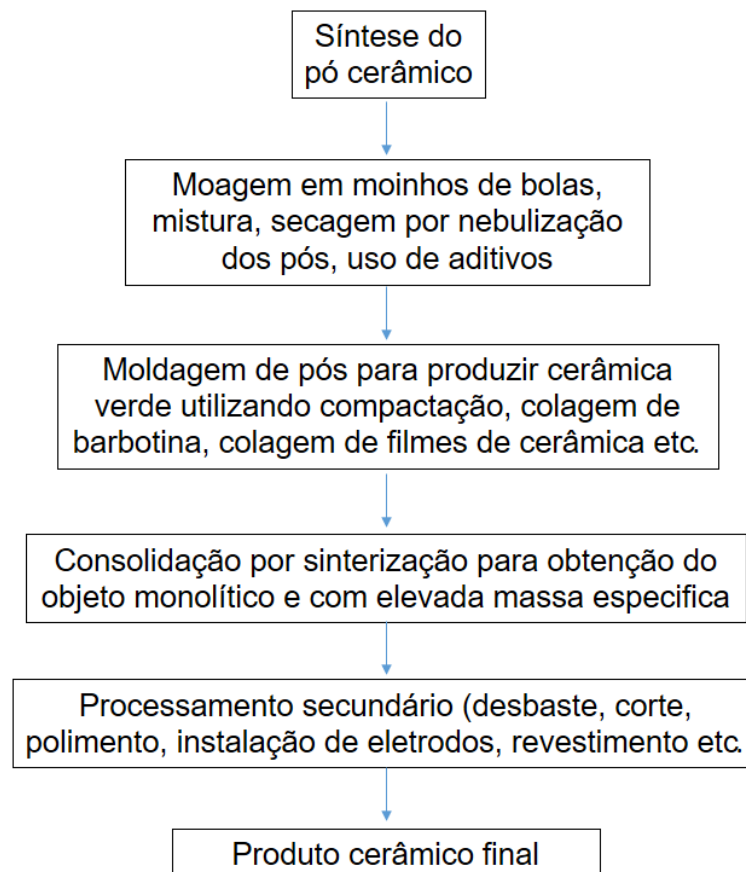 Síntese do
pó cerâmico
Moagem em moinhos de bolas,
mistura, secagem por nebulização
dos pós, uso de aditivos
Moldagem de pós para produzir cerâmica
verde utilizando compactação, colagem de
barbotina, colagem de filmes de cerâmica etc.
Consolidação por sinterização para obtenção do
objeto monolítico e com elevada massa especifica
Processamento secundário (desbaste, corte,
polimento, instalação de eletrodos, revestimento etc.
Produto cerâmico final